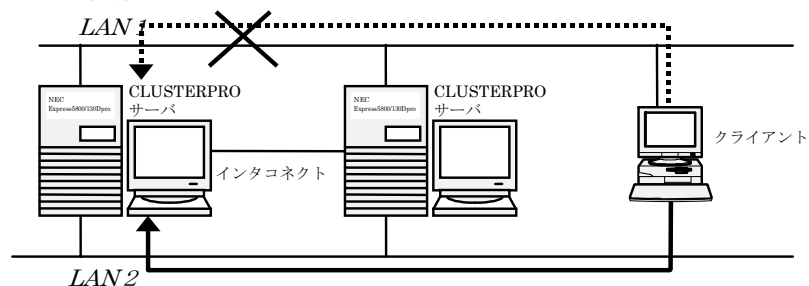 LAN 1
CLUSTERPRO
サーバ
NEC
Express5800/130Dpro
CLUSTERPRO
サーバ
NEC
Express5800/130Dpro
クライアント
インタコネクト
LAN 2